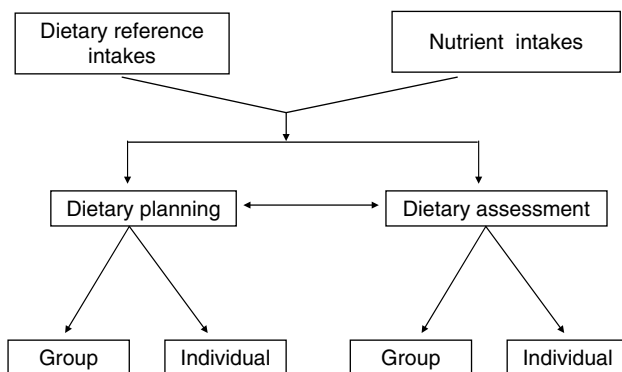 Dietary reference
intakes
Nutrient intakes
Dietary planning
Dietary assessment
Group
Individual
Group
Individual